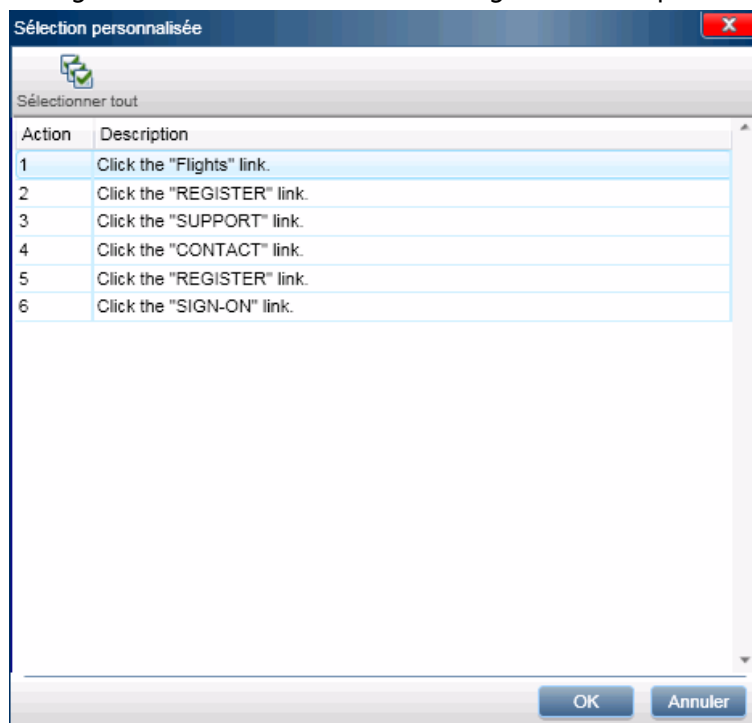 Sélection personnalisée
X
Sélectionner tout
Action Description
1 Click the "Flights" link.
2 Click the "REGISTER" link.
3 Click the "SUPPORT" link.
4 Click the "CONTACT" link.
5 Click the "REGISTER" link.
6 Click the "SIGN-ON" link.
OK Annuler